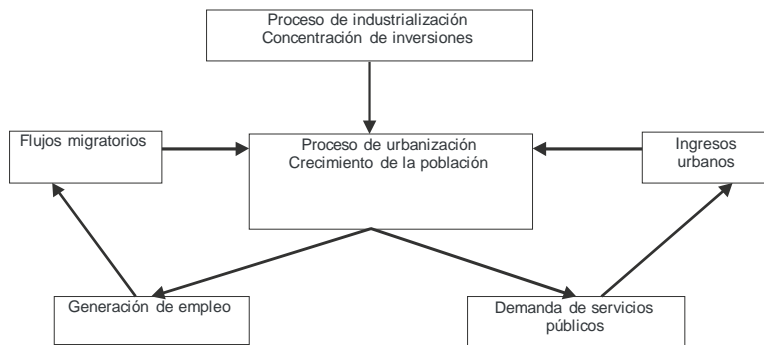 Proceso de industrialización
Concentración de inversiones
Flujos migratorios
Proceso de urbanización
Crecimiento de la población
Ingresos
urbanos
Generación de empleo
Demanda de servicios
públicos